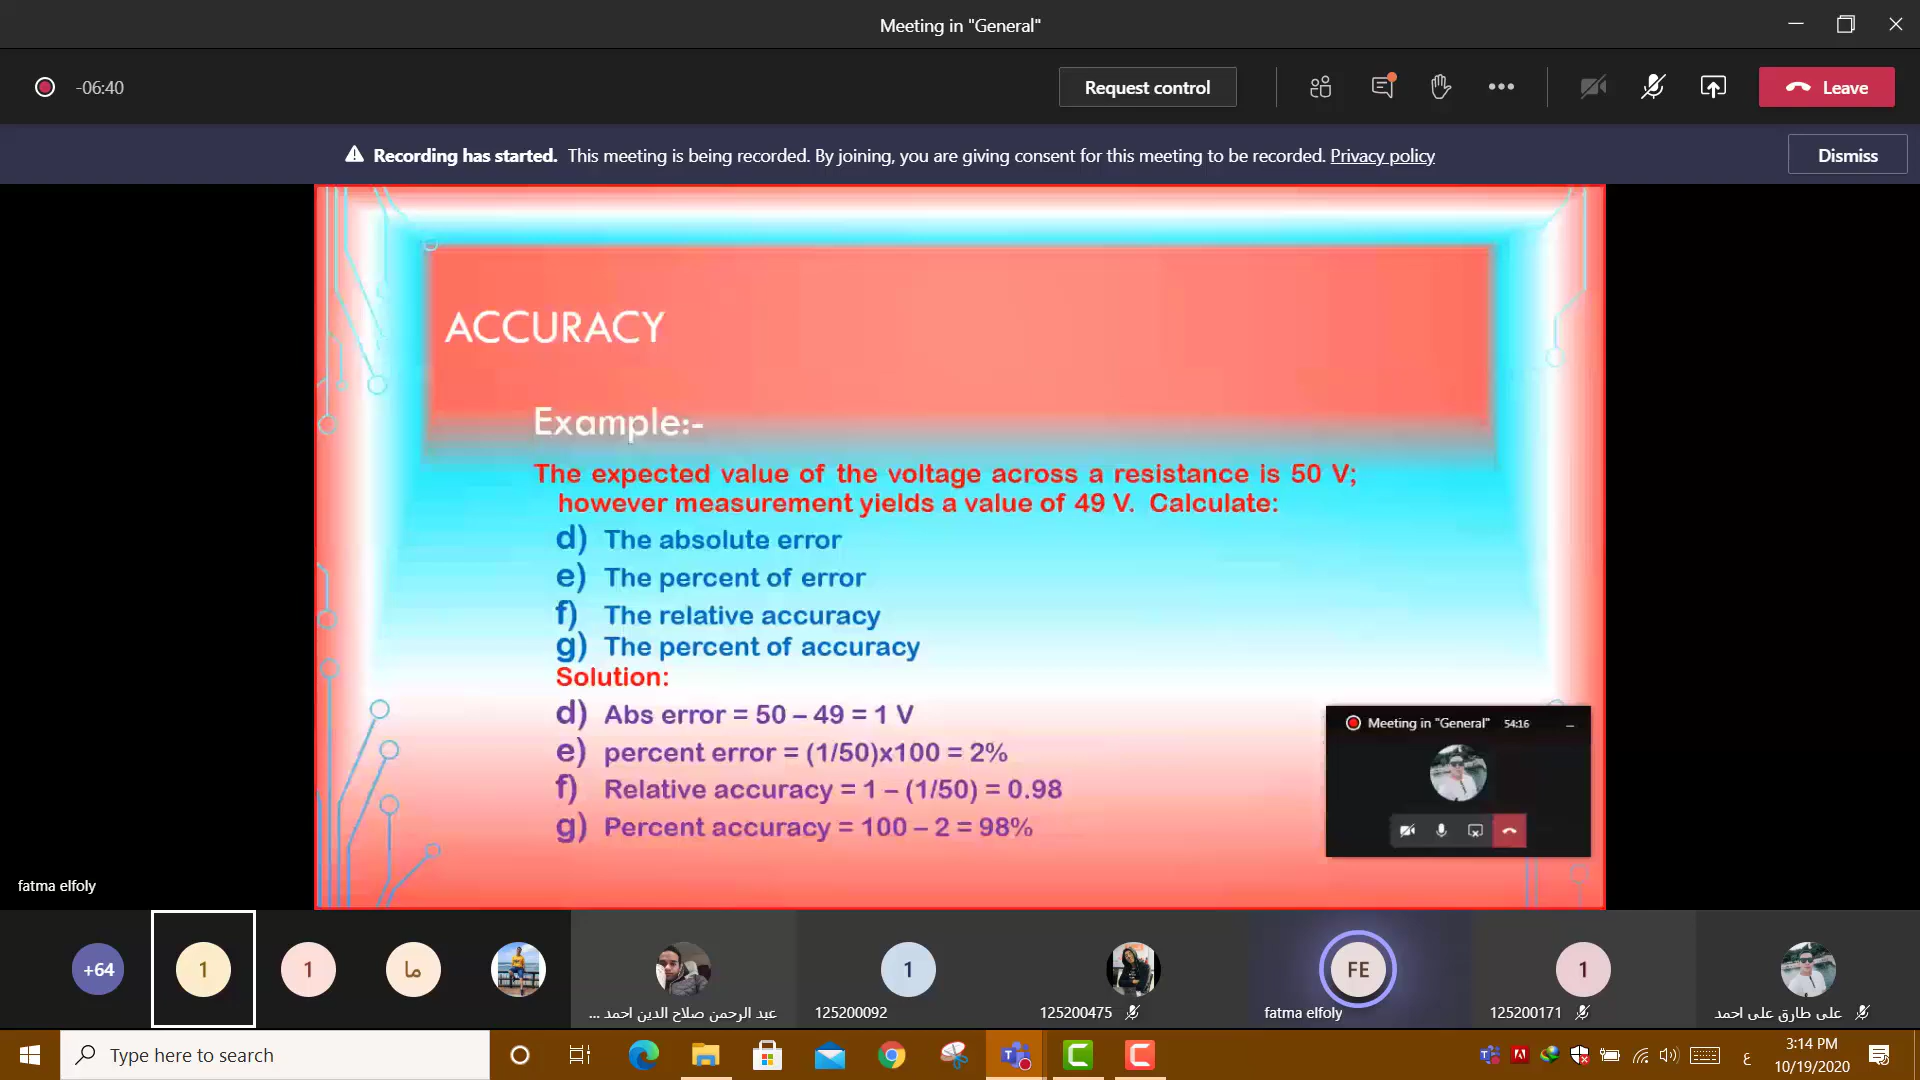 Meeting in "General"
-06:40
Request control
Leave
Recording has started. This meeting is being recorded. By joining, you are giving consent for this meeting to be recorded. Privacy policy
Dismiss
ACCURACY
Example:-
The expected value of the voltage across a resistance is 50 V;
however measurement yields a value of 49 V. Calculate:
d) The absolute error
e) The percent of error
f) The relative accuracy
g) The percent of accuracy
Solution:
d) Abs error = 50 – 49 = 1 V
e) percent error = (1/50)x100 = 2%
f) Relative accuracy = 1 – (1/50) = 0.98
g) Percent accuracy = 100 – 2 = 98%
Meeting in "General" 54:16
fatma elfoly
+64
1
1
ما
عبد الرحمن صلاح الدين احمد ...
1
125200092
125200475
FE
fatma elfoly
1
125200171
على طارق على احمد
Type here to search
ع
3:14 PM
10/19/2020